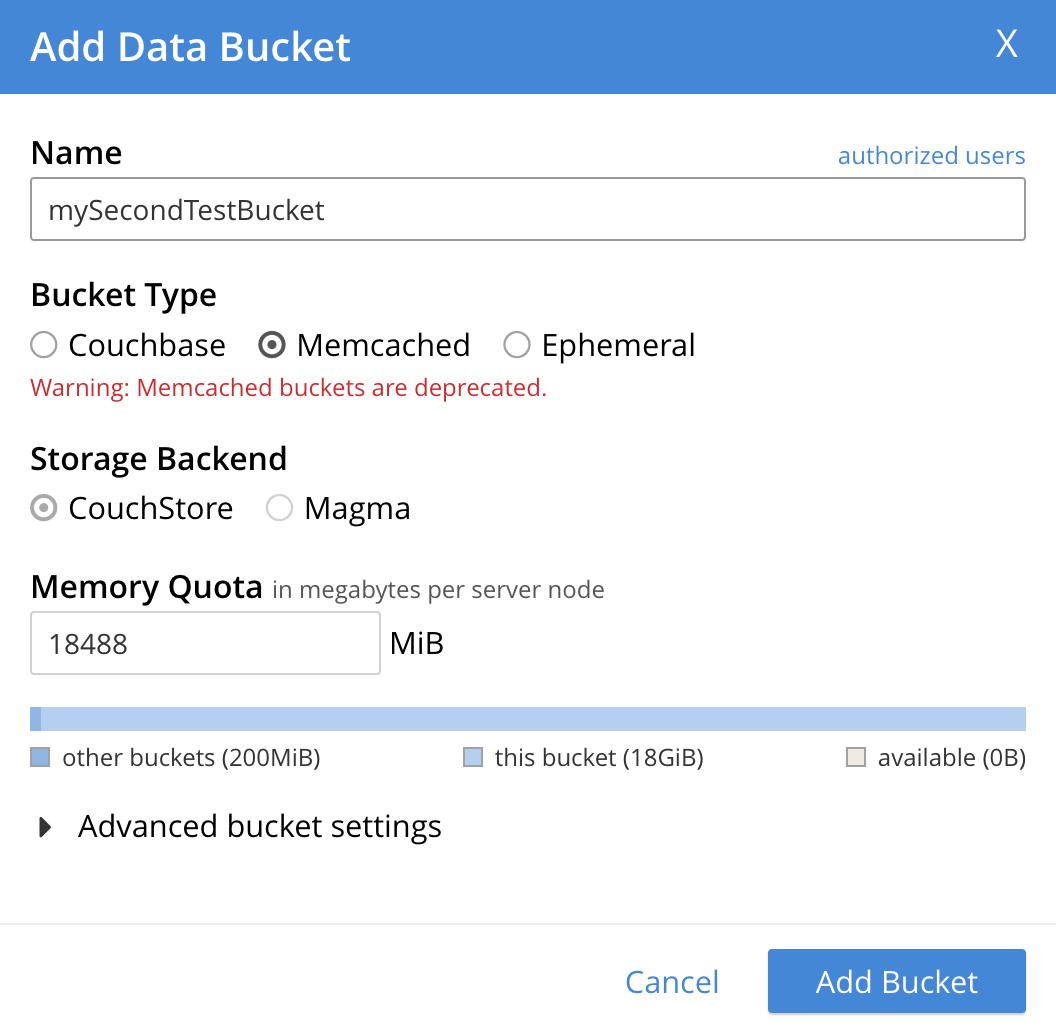 Add Data Bucket X
Name authorized users
mySecondTestBucket
Bucket Type
Couchbase Memcached Ephemeral
Warning: Memcached buckets are deprecated.
Storage Backend
CouchStore Magma
Memory Quota in megabytes per server node
18488 MiB
other buckets (200MiB) this bucket (18GiB) available (0B)
Advanced bucket settings
Cancel Add Bucket